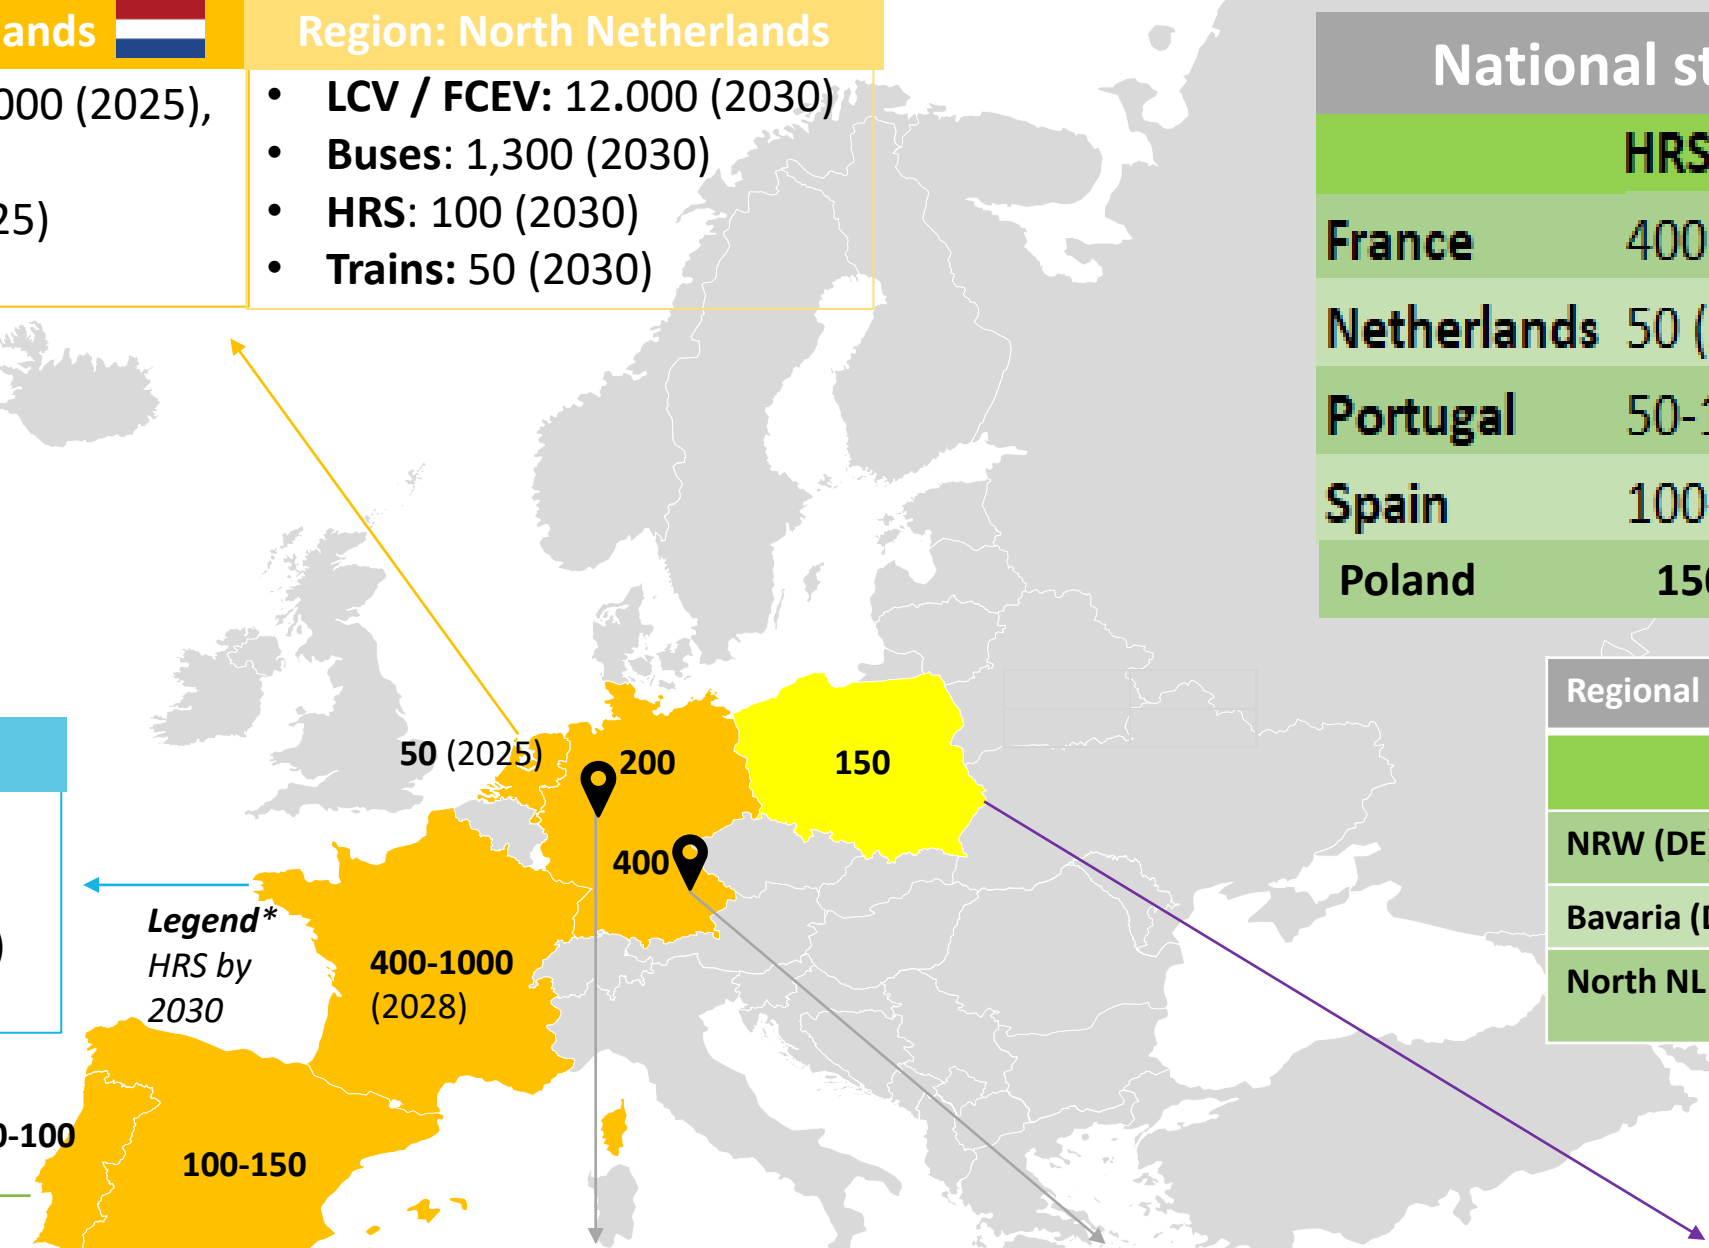 ands
000 (2025),
25)
Region: North Netherlands
• LCV / FCEV: 12.000 (2030)
• Buses: 1,300 (2030)
• HRS: 100 (2030)
• Trains: 50 (2030)
National st
HRS
France 400
Netherlands 50 (
Portugal 50-1
Spain 100-
Poland 150
Regional
NRW (DE)
Bavaria (D
North NL
50 (2025)
200
150
400
)
Legend*
HRS by
2030
400-1000
(2028)
0-100
100-150